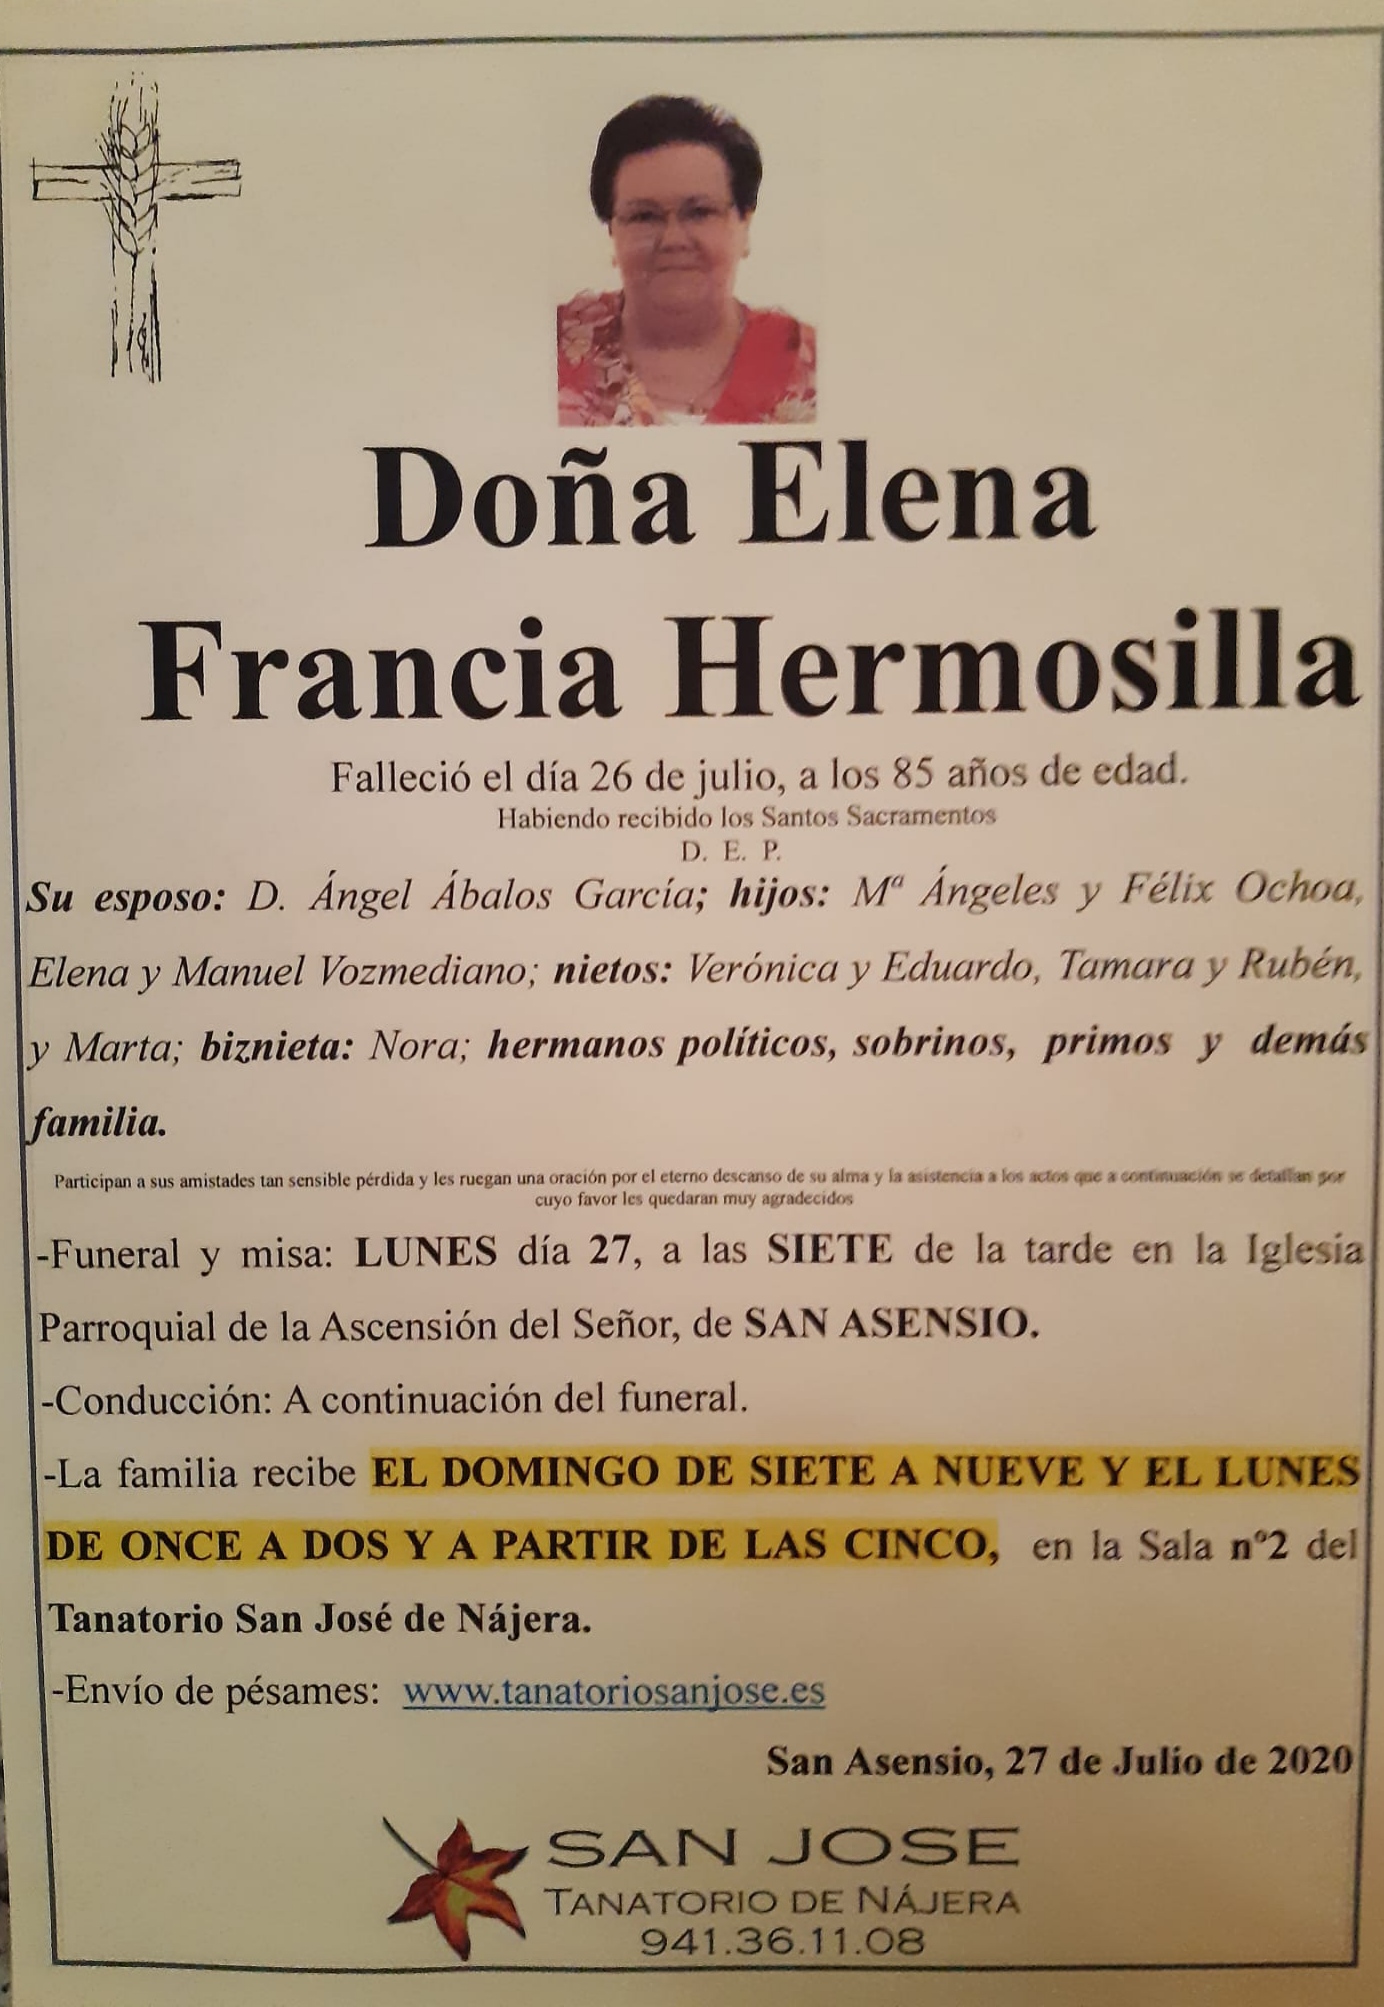 Doña Elena
Francia Hermosilla
Falleció el día 26 de julio, a los 85 años de edad.
Habiendo recibido los Santos Sacramentos
D. E. P.
Su esposo: D. Ángel Ábalos García; hijos: Mª Ángeles y Félix Ochoa,
Elena y Manuel Vozmediano; nietos: Verónica y Eduardo, Tamara y Rubén,
y Marta; biznieta: Nora; hermanos políticos, sobrinos, primos y demás
familia.
Participan a sus amistades tan sensible pérdida y les ruegan una oración por el eterno descanso de su alma y la asistencia a los actos que a continuación se detallan por
cuyo favor les quedaran muy agradecidos
-Funeral y misa: LUNES día 27, a las SIETE de la tarde en la Iglesia
Parroquial de la Ascensión del Señor, de SAN ASENSIO.
-Conducción: A continuación del funeral.
-La familia recibe EL DOMINGO DE SIETE A NUEVE Y EL LUNES
DE ONCE A DOS Y A PARTIR DE LAS CINCO, en la Sala nº2 del
Tanatorio San José de Nájera.
-Envío de pésames: www.tanatoriosanjose.es
San Asensio, 27 de Julio de 2020
SAN JOSE
TANATORIO DE NÁJERA
941.36.11.08